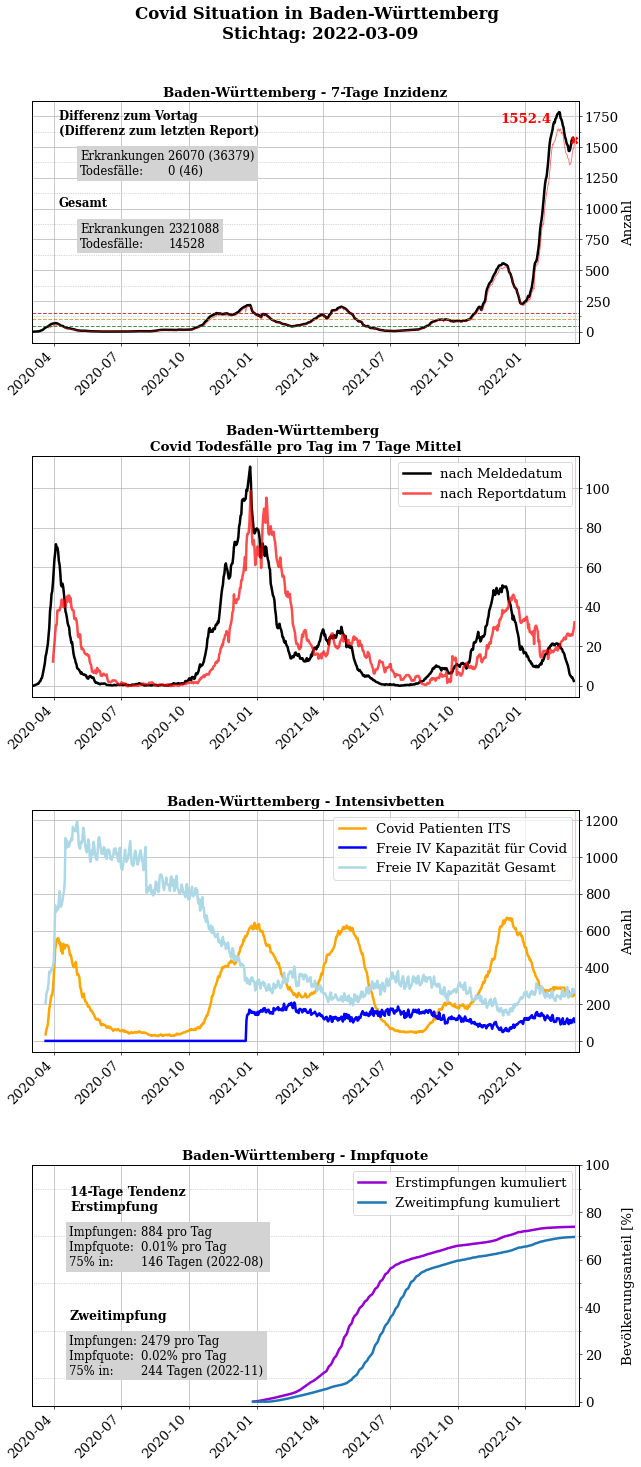 Covid Situation in Baden-Württemberg
Stichtag: 2022-03-09
Baden-Württemberg - 7-Tage Inzidenz
Differenz zum Vortag
(Differenz zum letzten Report)
Erkrankungen 26070 (36379)
Todesfälle: 0 (46)
Gesamt
Erkrankungen 2321088
Todesfälle: 14528
1552.4
1750
1500
1250
1000
750
500
250
0
Anzahl
2020-04 2020-07 2020-10 2021-01 2021-04 2021-07 2021-10 2022-01
Baden-Württemberg
Covid Todesfälle pro Tag im 7 Tage Mittel
nach Meldedatum
nach Reportdatum
100
80
60
40
20
0
2020-04 2020-07 2020-10 2021-01 2021-04 2021-07 2021-10 2022-01
Baden-Württemberg - Intensivbetten
Covid Patienten ITS
Freie IV Kapazität für Covid
Freie IV Kapazität Gesamt
1200
1000
800
600
400
200
0
Anzahl
2020-04 2020-07 2020-10 2021-01 2021-04 2021-07 2021-10 2022-01
Baden-Württemberg - Impfquote
14-Tage Tendenz
Erstimpfung
Impfungen: 884 pro Tag
Impfquote: 0.01% pro Tag
75% in: 146 Tagen (2022-08)
Zweitimpfung
Impfungen: 2479 pro Tag
Impfquote: 0.02% pro Tag
75% in: 244 Tagen (2022-11)
Erstimpfungen kumuliert
Zweitimpfung kumuliert
100
80
60
40
20
0
Bevölkerungsanteil [%]
2020-04 2020-07 2020-10 2021-01 2021-04 2021-07 2021-10 2022-01